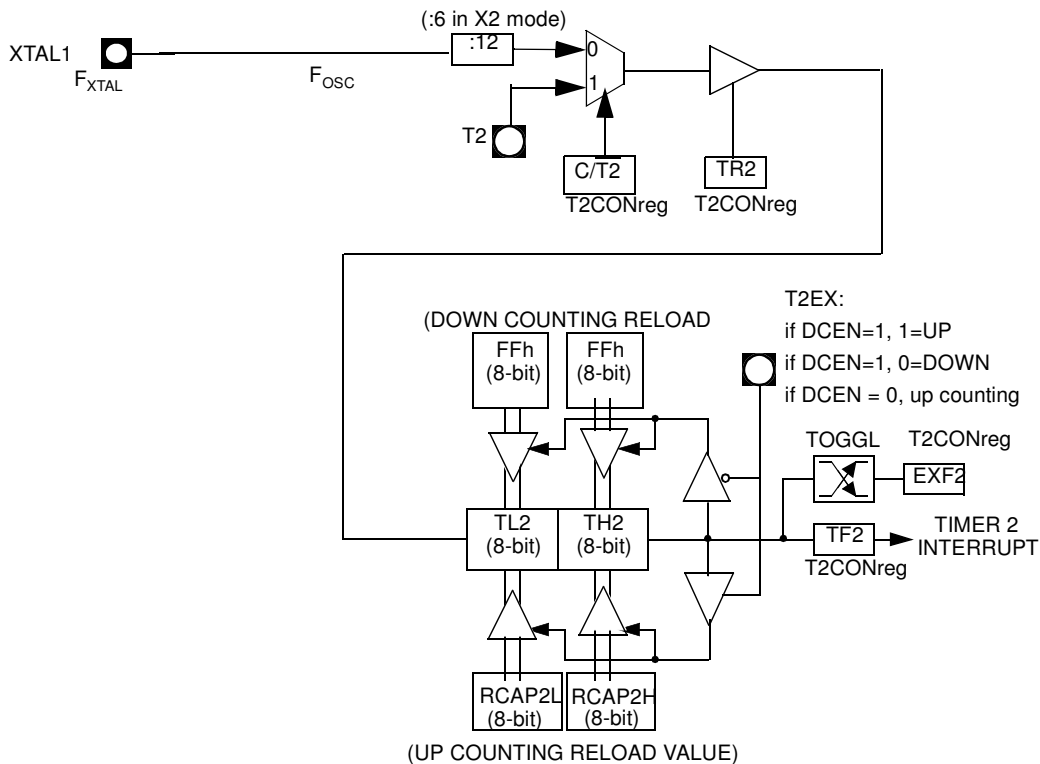 (:6 in X2 mode)
XTAL1
:12
0
F_XTAL
F_OSC
1
T2
C/T2
TR2
T2CONreg
T2CONreg
T2EX:
if DCEN=1, 1=UP
if DCEN=1, 0=DOWN
if DCEN = 0, up counting
(DOWN COUNTING RELOAD
FFh
(8-bit)
FFh
(8-bit)
TOGGL
T2CONreg
EXF2
TL2
(8-bit)
TH2
(8-bit)
TF2
TIMER 2
INTERRUPT
T2CONreg
RCAP2L
(8-bit)
RCAP2H
(8-bit)
(UP COUNTING RELOAD VALUE)